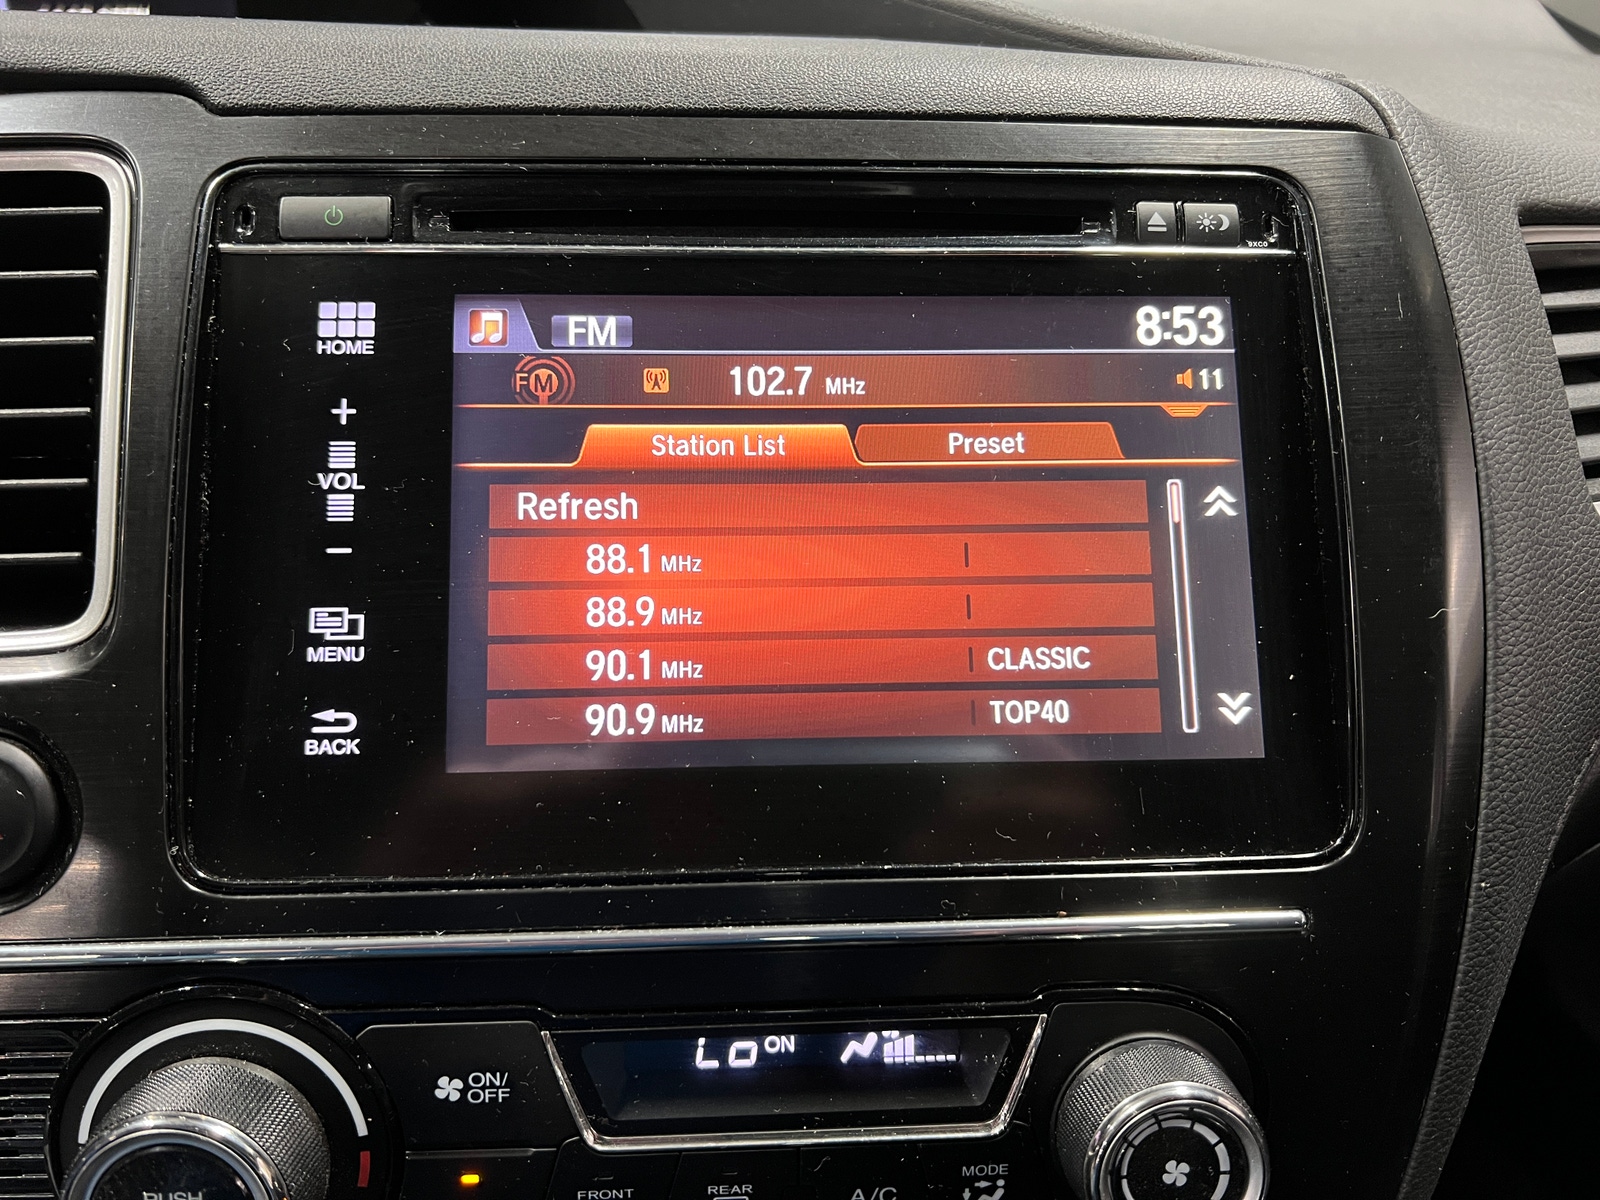 9XC0
HOME
FM
8:53
FM
102.7 MHz
11
+
Station List
Preset
VOL
Refresh
88.1 MHz
-
88.9 MHz
MENU
90.1 MHz
CLASSIC
90.9 MHz
TOP40
BACK
LO ON
ON/
OFF
PUSH
FRONT
REAR
A/C
MODE